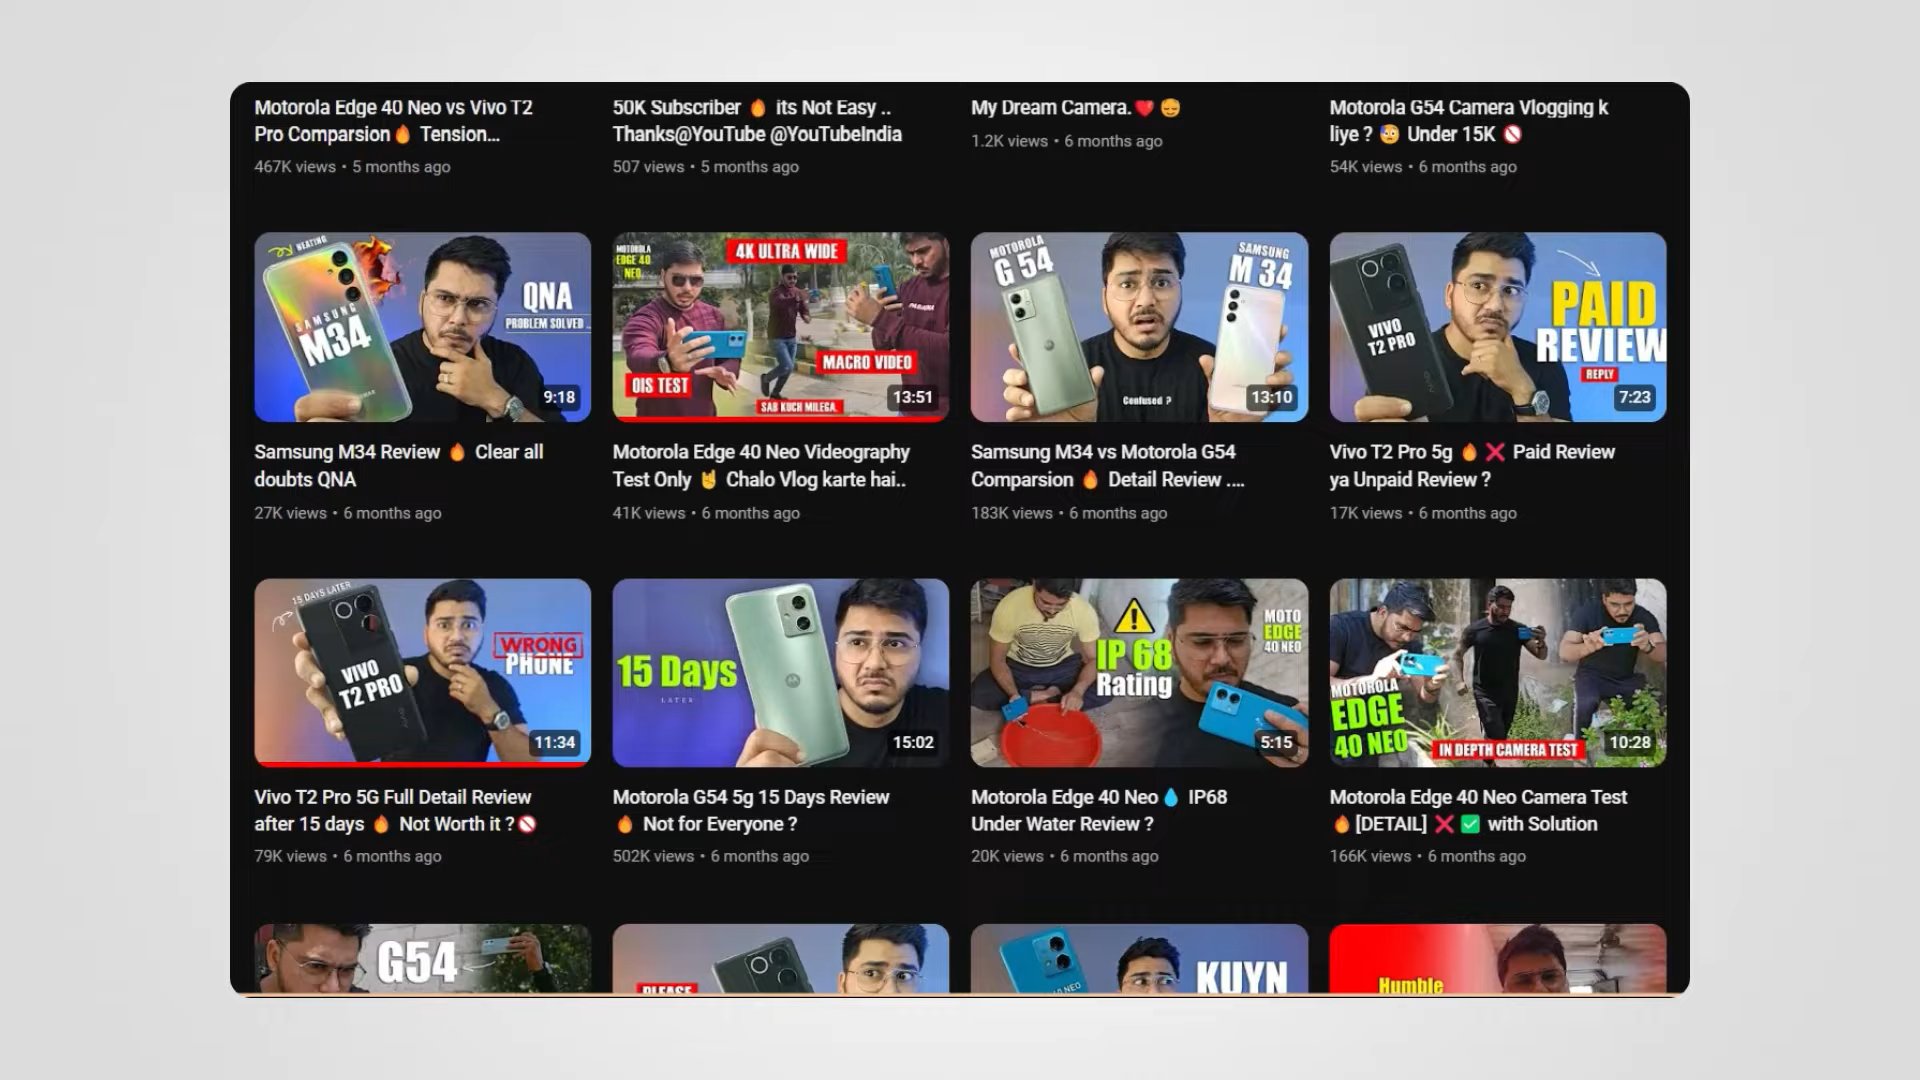 Motorola Edge 40 Neo vs Vivo T2
Pro Comparsion🔥 Tension...
467K views • 5 months ago
50K Subscriber 🔥 its Not Easy ..
Thanks@YouTube @YouTubeIndia
507 views • 5 months ago
My Dream Camera.❤️ 😌
1.2K views • 6 months ago
Motorola G54 Camera Vlogging k
liye ? 😳 Under 15K 🚫
54K views • 6 months ago
HEATING
SAMSUNG
M34
QNA
PROBLEM SOLVED
9:18
MOTOROLA
EDGE 40
NEO
4K ULTRA WIDE
MACRO VIDEO
OIS TEST
SAB KUCH MILEGA.
13:51
MOTOROLA
G 54
SAMSUNG
M 34
Confused ?
13:10
VIVO
T2 PRO
PAID
REVIEW
REPLY
7:23
Samsung M34 Review 🔥 Clear all
doubts QNA
27K views • 6 months ago
Motorola Edge 40 Neo Videography
Test Only 🤘 Chalo Vlog karte hai..
41K views • 6 months ago
Samsung M34 vs Motorola G54
Comparsion 🔥 Detail Review ....
183K views • 6 months ago
Vivo T2 Pro 5g 🔥 ❌ Paid Review
ya Unpaid Review ?
17K views • 6 months ago
15 DAYS LATER
VIVO
T2 PRO
WRONG
PHONE
11:34
15 Days
LATER
15:02
IP 68
Rating
MOTO
EDGE
40 NEO
5:15
MOTOROLA
EDGE
40 NEO
IN DEPTH CAMERA TEST
10:28
Vivo T2 Pro 5G Full Detail Review
after 15 days 🔥 Not Worth it ?🚫
79K views • 6 months ago
Motorola G54 5g 15 Days Review
🔥 Not for Everyone ?
502K views • 6 months ago
Motorola Edge 40 Neo💧 IP68
Under Water Review ?
20K views • 6 months ago
Motorola Edge 40 Neo Camera Test
🔥[DETAIL] ❌ ✅ with Solution
166K views • 6 months ago
G54
PLEASE
KUYN
Humble